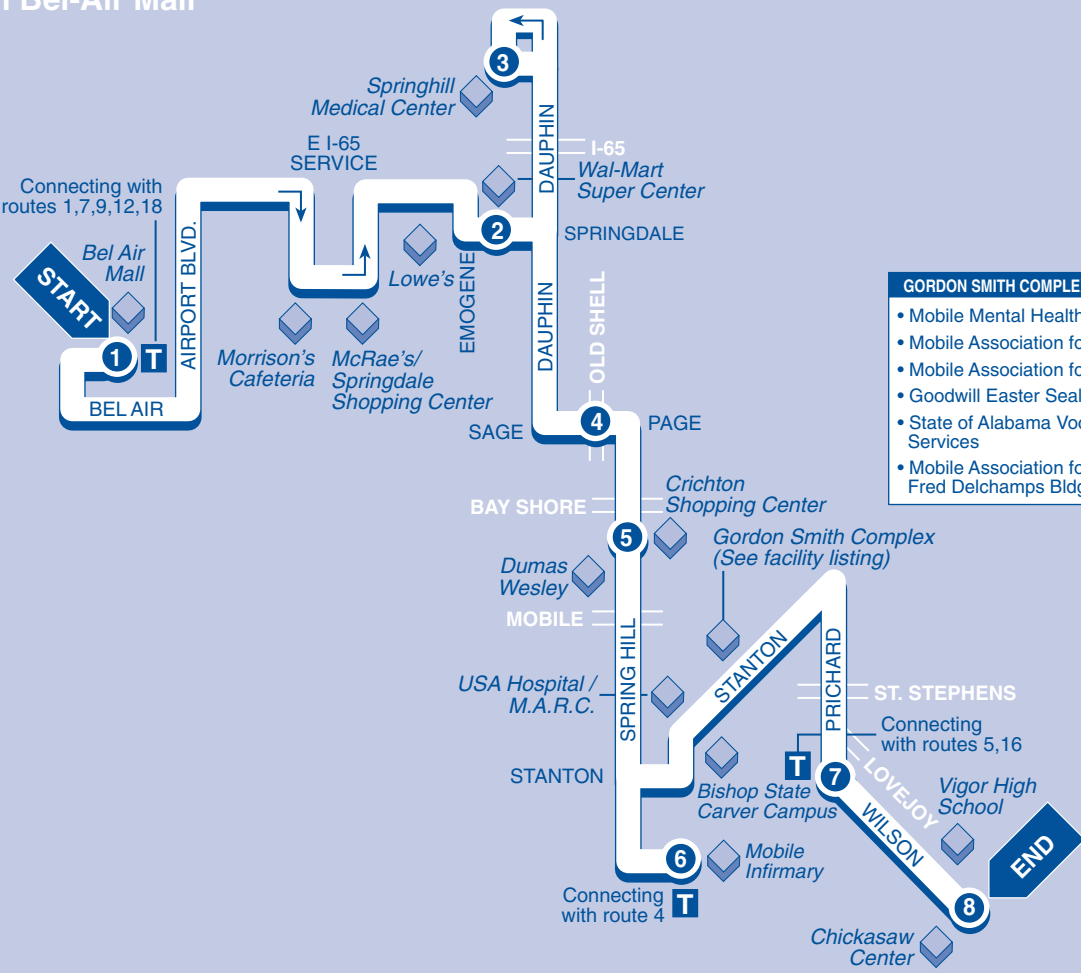 Bel-Air Mall
3
Springhill
Medical Center
DAUPHIN
I-65
E I-65
SERVICE
Wal-Mart
Super Center
Connecting with
routes 1,7,9,12,18
AIRPORT BLVD.
Bel Air
Mall
START
1
T
BEL AIR
2
SPRINGDALE
Lowe's
EMOGENE
Morrison's
Cafeteria
McRae's/
Springdale
Shopping Center
DAUPHIN
OLD SHELL
SAGE
4
PAGE
GORDON SMITH COMPLE
• Mobile Mental Health
• Mobile Association fo
• Mobile Association fo
• Goodwill Easter Seal
• State of Alabama Voc
Services
• Mobile Association fo
Fred Delchamps Bldg
BAY SHORE
Crichton
Shopping Center
5
Gordon Smith Complex
(See facility listing)
Dumas
Wesley
MOBILE
SPRING HILL
STANTON
PRICHARD
USA Hospital /
M.A.R.C.
ST. STEPHENS
Connecting
with routes 5,16
STANTON
T
7
LOVEJOY
Bishop State
Carver Campus
Vigor High
School
WILSON
END
6
Mobile
Infirmary
Connecting
with route 4
T
8
Chickasaw
Center